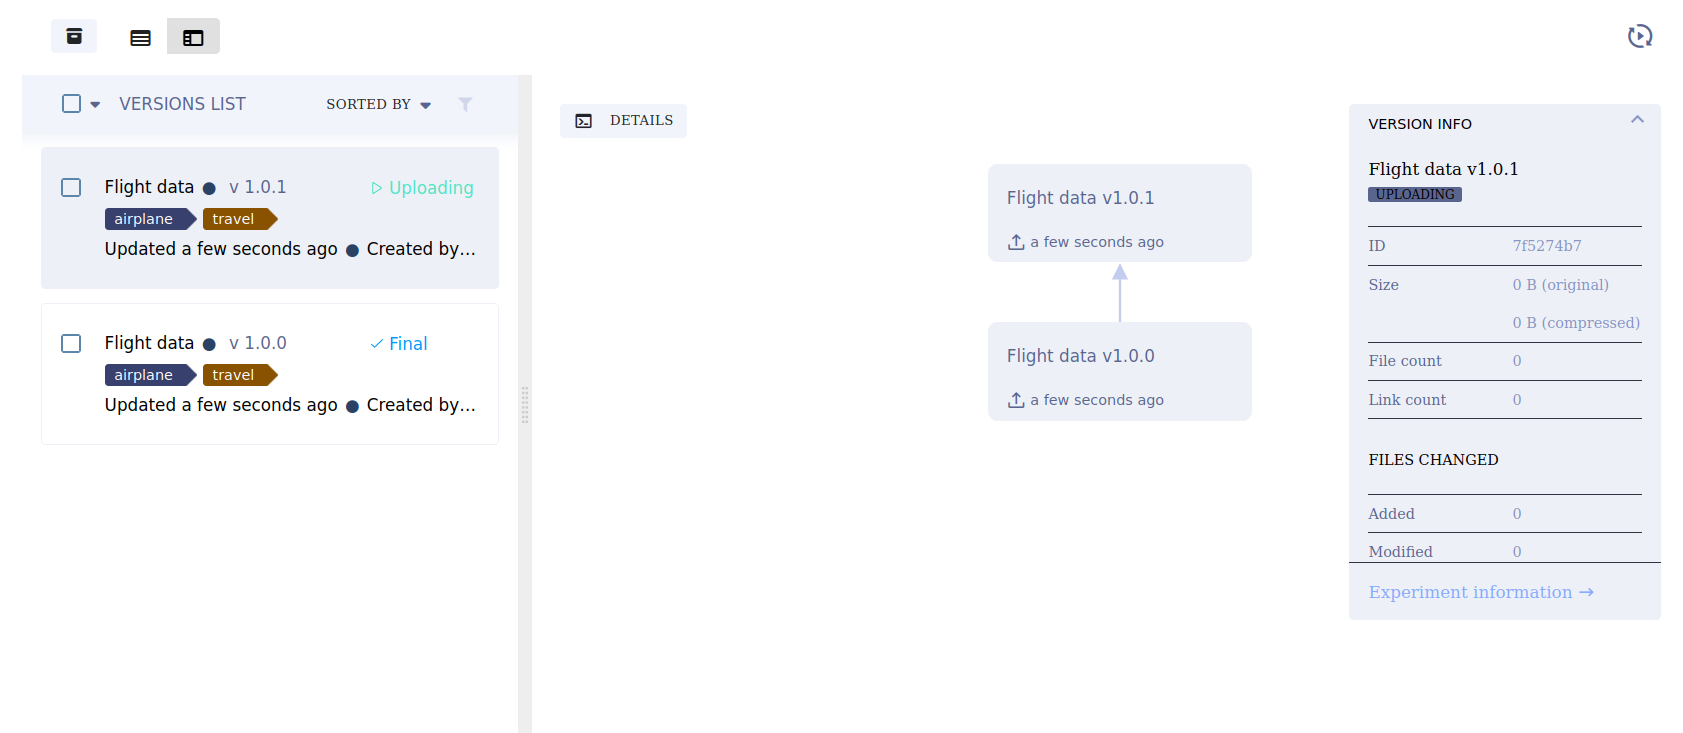 VERSIONS LIST
SORTED BY
Flight data ● v 1.0.1
Uploading
airplane
travel
Updated a few seconds ago ● Created by...
Flight data ● v 1.0.0
Final
airplane
travel
Updated a few seconds ago ● Created by...
DETAILS
Flight data v1.0.1
a few seconds ago
Flight data v1.0.0
a few seconds ago
VERSION INFO
Flight data v1.0.1
UPLOADING
ID 7f5274b7
Size 0 B (original)
0 B (compressed)
File count 0
Link count 0
FILES CHANGED
Added 0
Modified 0
Experiment information →